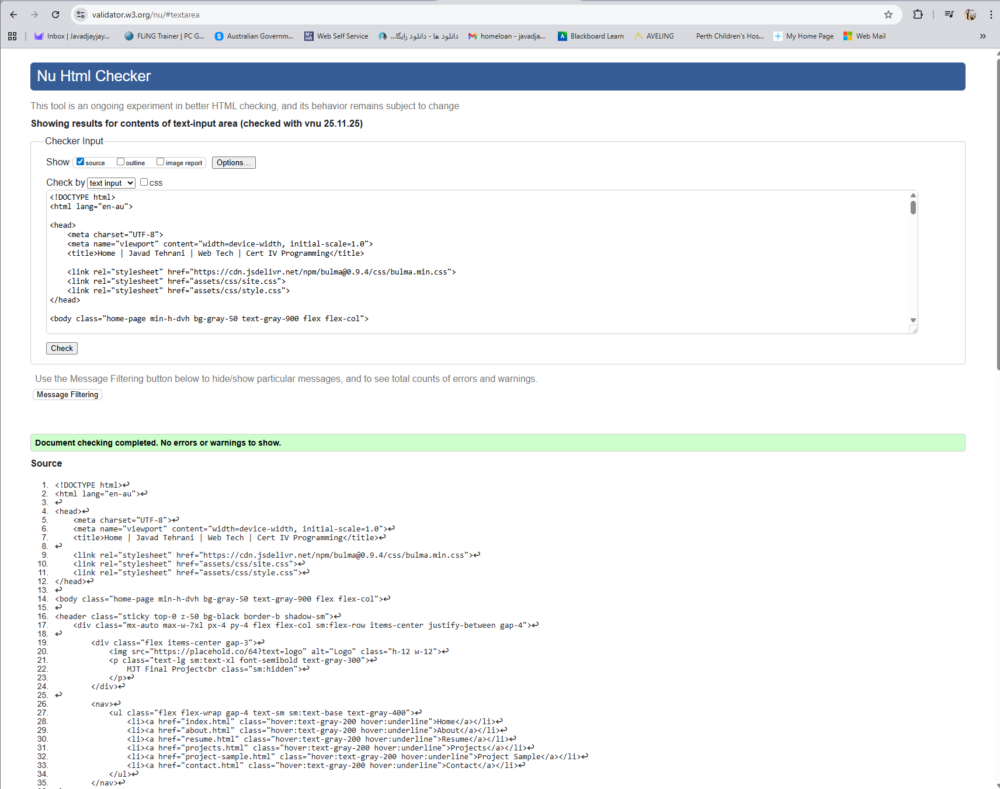 validator.w3.org/nu/#textarea
Inbox | Javadjayjay... FLiNG Trainer | PC G... Australian Governm... Web Self Service دانلود ها - دانلود رایگا... homeloan - javadja... Blackboard Learn AVELING Perth Children's Hos... My Home Page Web Mail
Nu Html Checker
This tool is an ongoing experiment in better HTML checking, and its behavior remains subject to change
Showing results for contents of text-input area (checked with vnu 25.11.25)
Checker Input
Show source outline image report Options...
Check by text input css
<!DOCTYPE html>
<html lang="en-au">
<head>
<meta charset="UTF-8">
<meta name="viewport" content="width=device-width, initial-scale=1.0">
<title>Home | Javad Tehrani | Web Tech | Cert IV Programming</title>
<link rel="stylesheet" href="https://cdn.jsdelivr.net/npm/bulma@0.9.4/css/bulma.min.css">
<link rel="stylesheet" href="assets/css/site.css">
<link rel="stylesheet" href="assets/css/style.css">
</head>
<body class="home-page min-h-dvh bg-gray-50 text-gray-900 flex flex-col">
Check
Use the Message Filtering button below to hide/show particular messages, and to see total counts of errors and warnings.
Message Filtering
Document checking completed. No errors or warnings to show.
Source
1. <!DOCTYPE html>↩
2. <html lang="en-au">↩
3. ↩
4. <head>↩
5. <meta charset="UTF-8">↩
6. <meta name="viewport" content="width=device-width, initial-scale=1.0">↩
7. <title>Home | Javad Tehrani | Web Tech | Cert IV Programming</title>↩
8. ↩
9. <link rel="stylesheet" href="https://cdn.jsdelivr.net/npm/bulma@0.9.4/css/bulma.min.css">↩
10. <link rel="stylesheet" href="assets/css/site.css">↩
11. <link rel="stylesheet" href="assets/css/style.css">↩
12. </head>↩
13. ↩
14. <body class="home-page min-h-dvh bg-gray-50 text-gray-900 flex flex-col">↩
15. ↩
16. <header class="sticky top-0 z-50 bg-black border-b shadow-sm">↩
17. <div class="mx-auto max-w-7xl px-4 py-4 flex flex-col sm:flex-row items-center justify-between gap-4">↩
18. ↩
19. <div class="flex items-center gap-3">↩
20. <img src="https://placehold.co/64?text=logo" alt="Logo" class="h-12 w-12">↩
21. <p class="text-lg sm:text-xl font-semibold text-gray-300">↩
22. MJT Final Project<br class="sm:hidden">↩
23. </p>↩
24. </div>↩
25. ↩
26. <nav>↩
27. <ul class="flex flex-wrap gap-4 text-sm sm:text-base text-gray-400">↩
28. <li><a href="index.html" class="hover:text-gray-200 hover:underline">Home</a></li>↩
29. <li><a href="about.html" class="hover:text-gray-200 hover:underline">About</a></li>↩
30. <li><a href="resume.html" class="hover:text-gray-200 hover:underline">Resume</a></li>↩
31. <li><a href="projects.html" class="hover:text-gray-200 hover:underline">Projects</a></li>↩
32. <li><a href="project-sample.html" class="hover:text-gray-200 hover:underline">Project Sample</a></li>↩
33. <li><a href="contact.html" class="hover:text-gray-200 hover:underline">Contact</a></li>↩
34. </ul>↩
35. </nav>↩